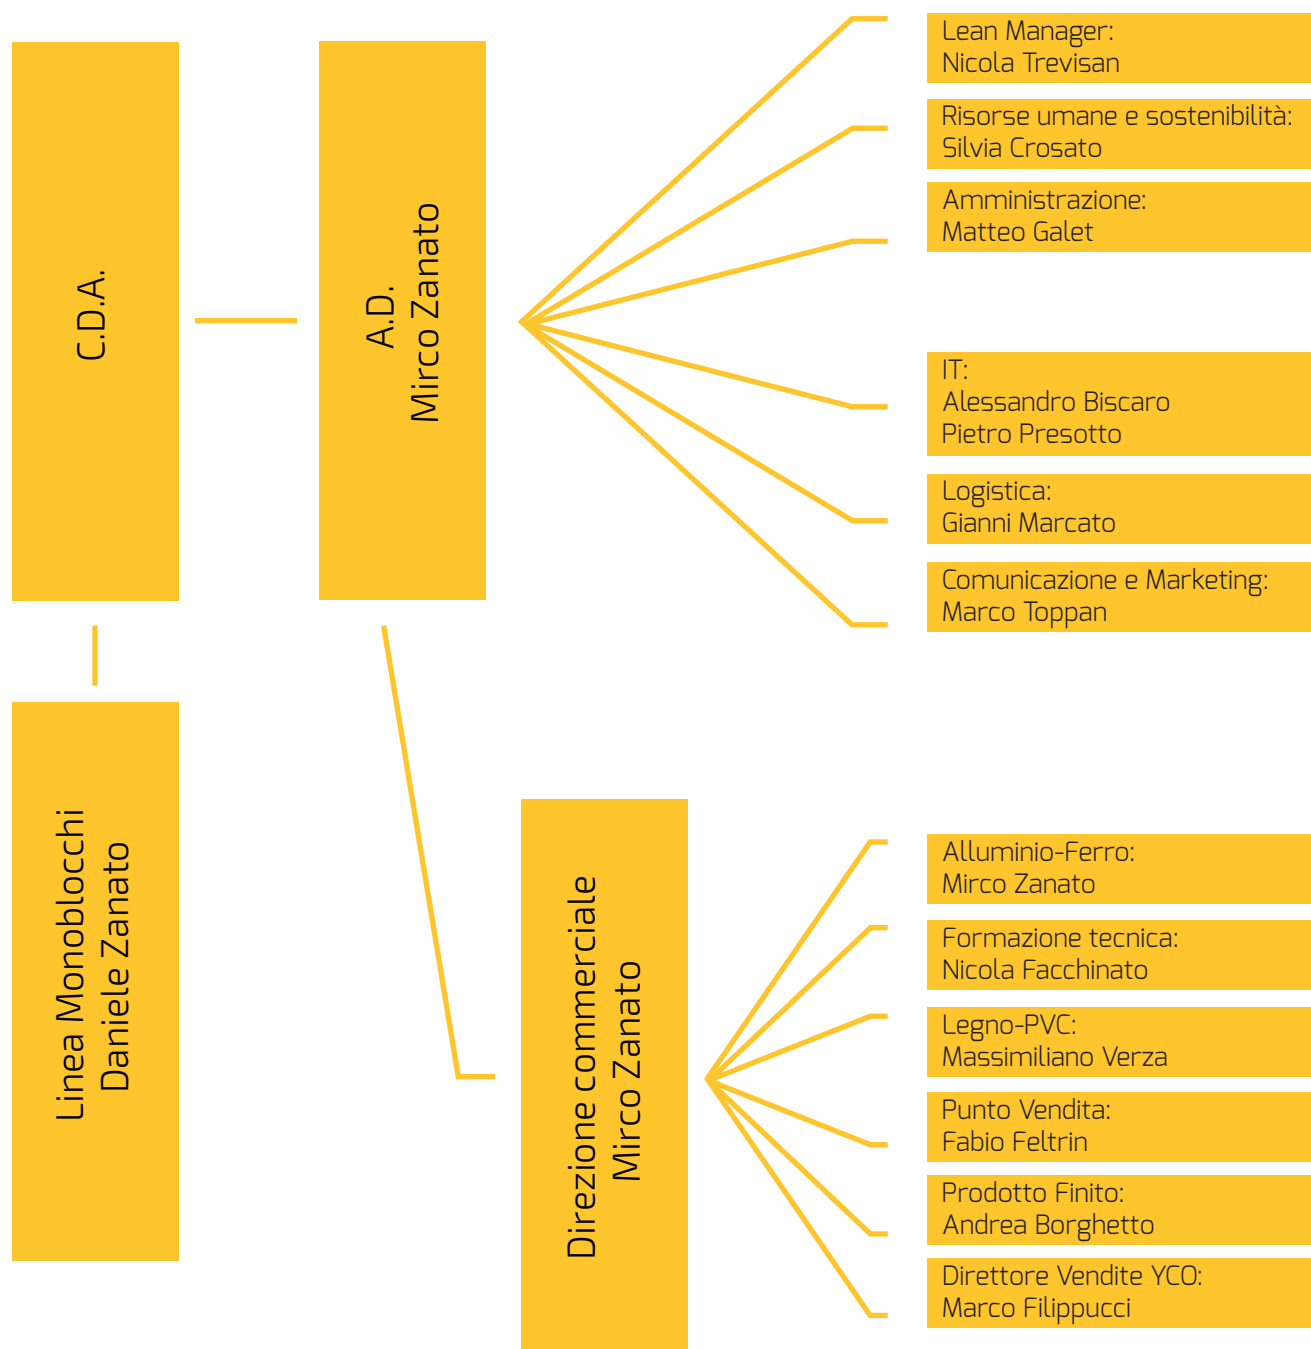 C.D.A.
A.D.
Mirco Zanato
Lean Manager:
Nicola Trevisan
Risorse umane e sostenibilità:
Silvia Crosato
Amministrazione:
Matteo Galet
IT:
Alessandro Biscaro
Pietro Presotto
Logistica:
Gianni Marcato
Comunicazione e Marketing:
Marco Toppan
Linea Monoblocchi
Daniele Zanato
Direzione commerciale
Mirco Zanato
Alluminio-Ferro:
Mirco Zanato
Formazione tecnica:
Nicola Facchinato
Legno-PVC:
Massimiliano Verza
Punto Vendita:
Fabio Feltrin
Prodotto Finito:
Andrea Borghetto
Direttore Vendite YCO:
Marco Filippucci